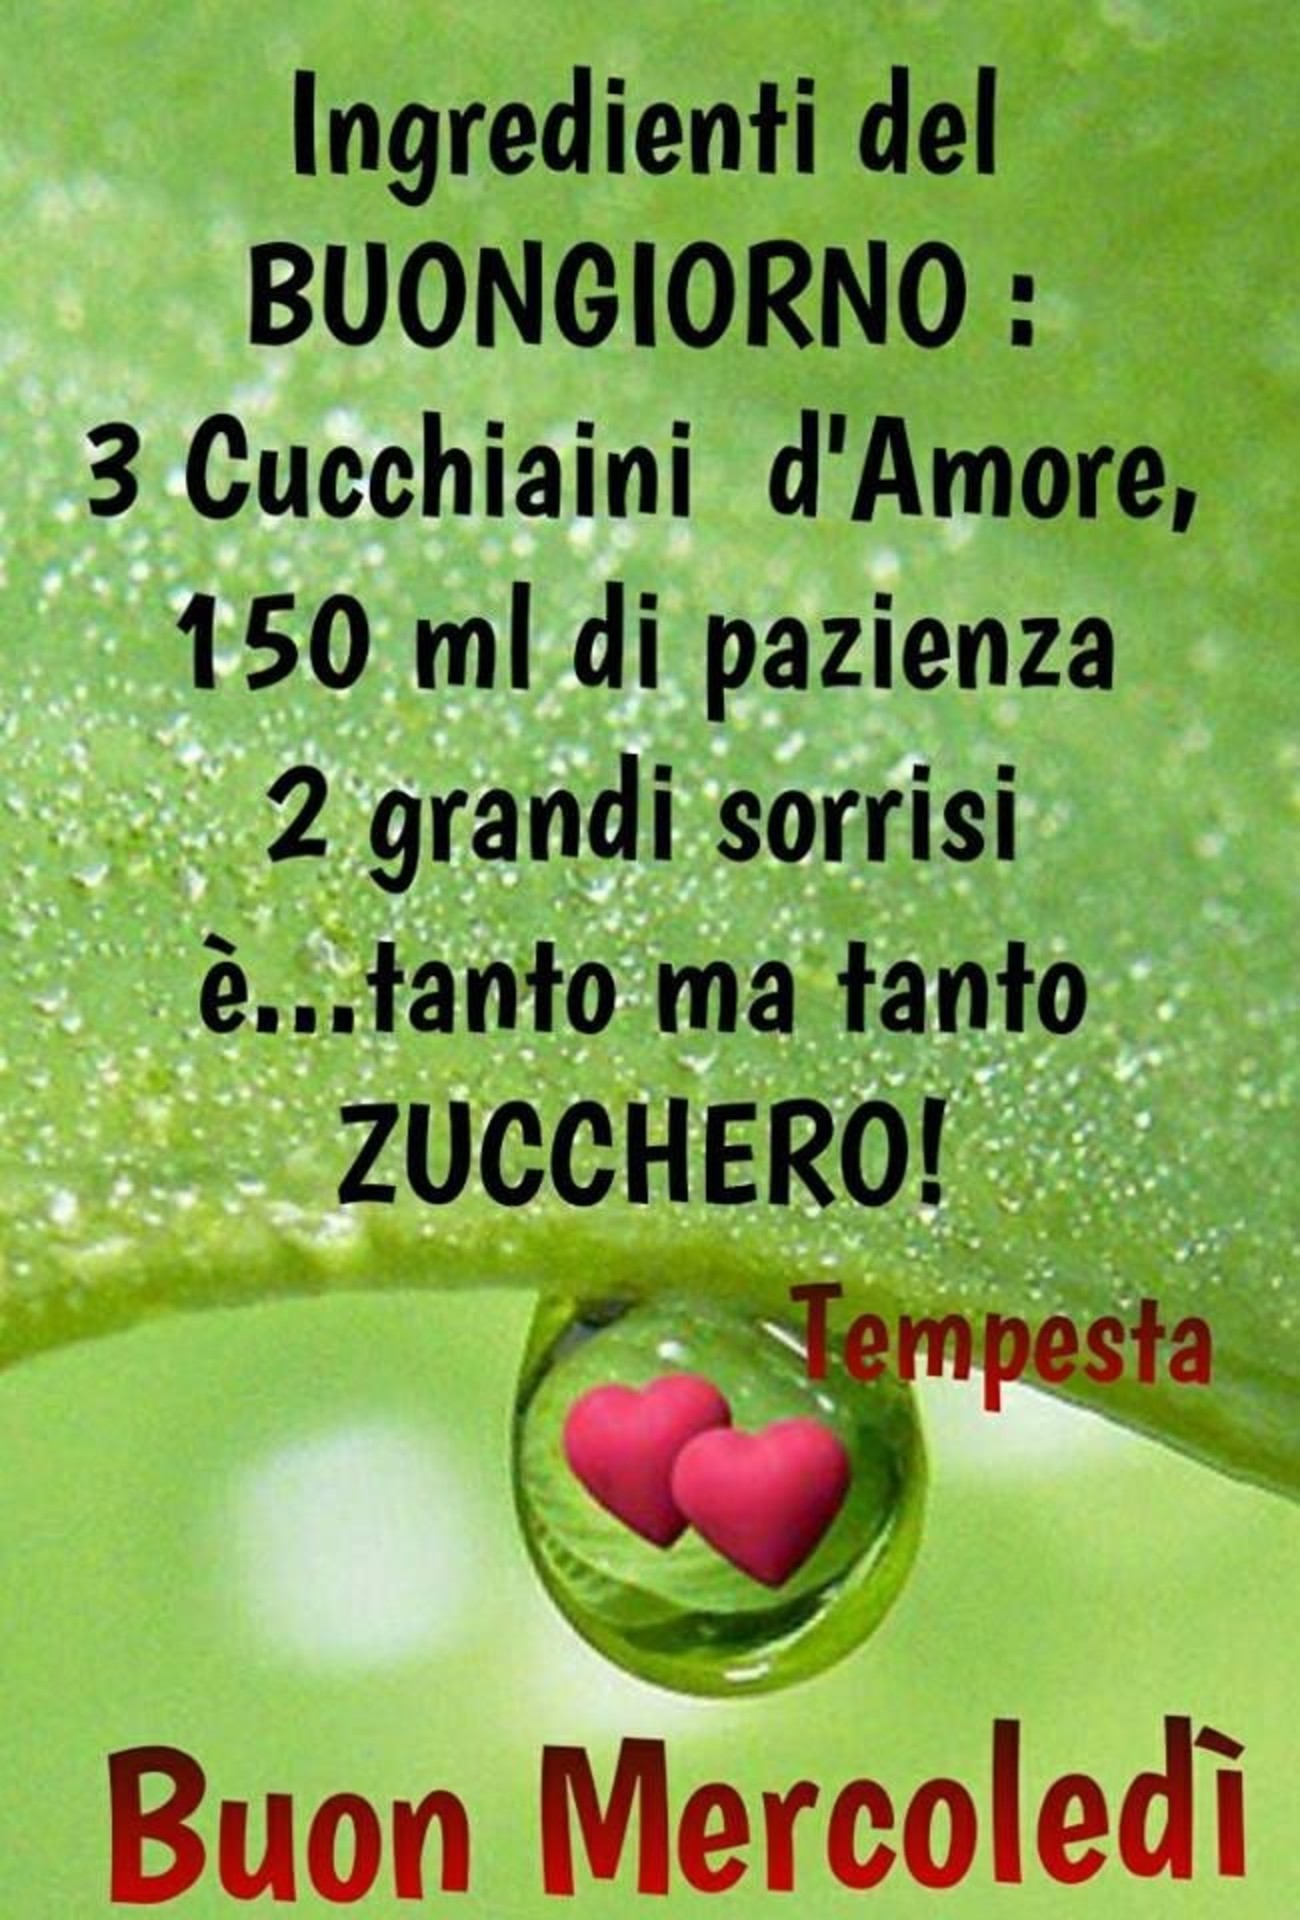 Ingredienti del
BUONGIORNO :
3 Cucchiaini d'Amore,
150 ml di pazienza
2 grandi sorrisi
è...tanto ma tanto
ZUCCHERO!
Tempesta
Buon Mercoledì